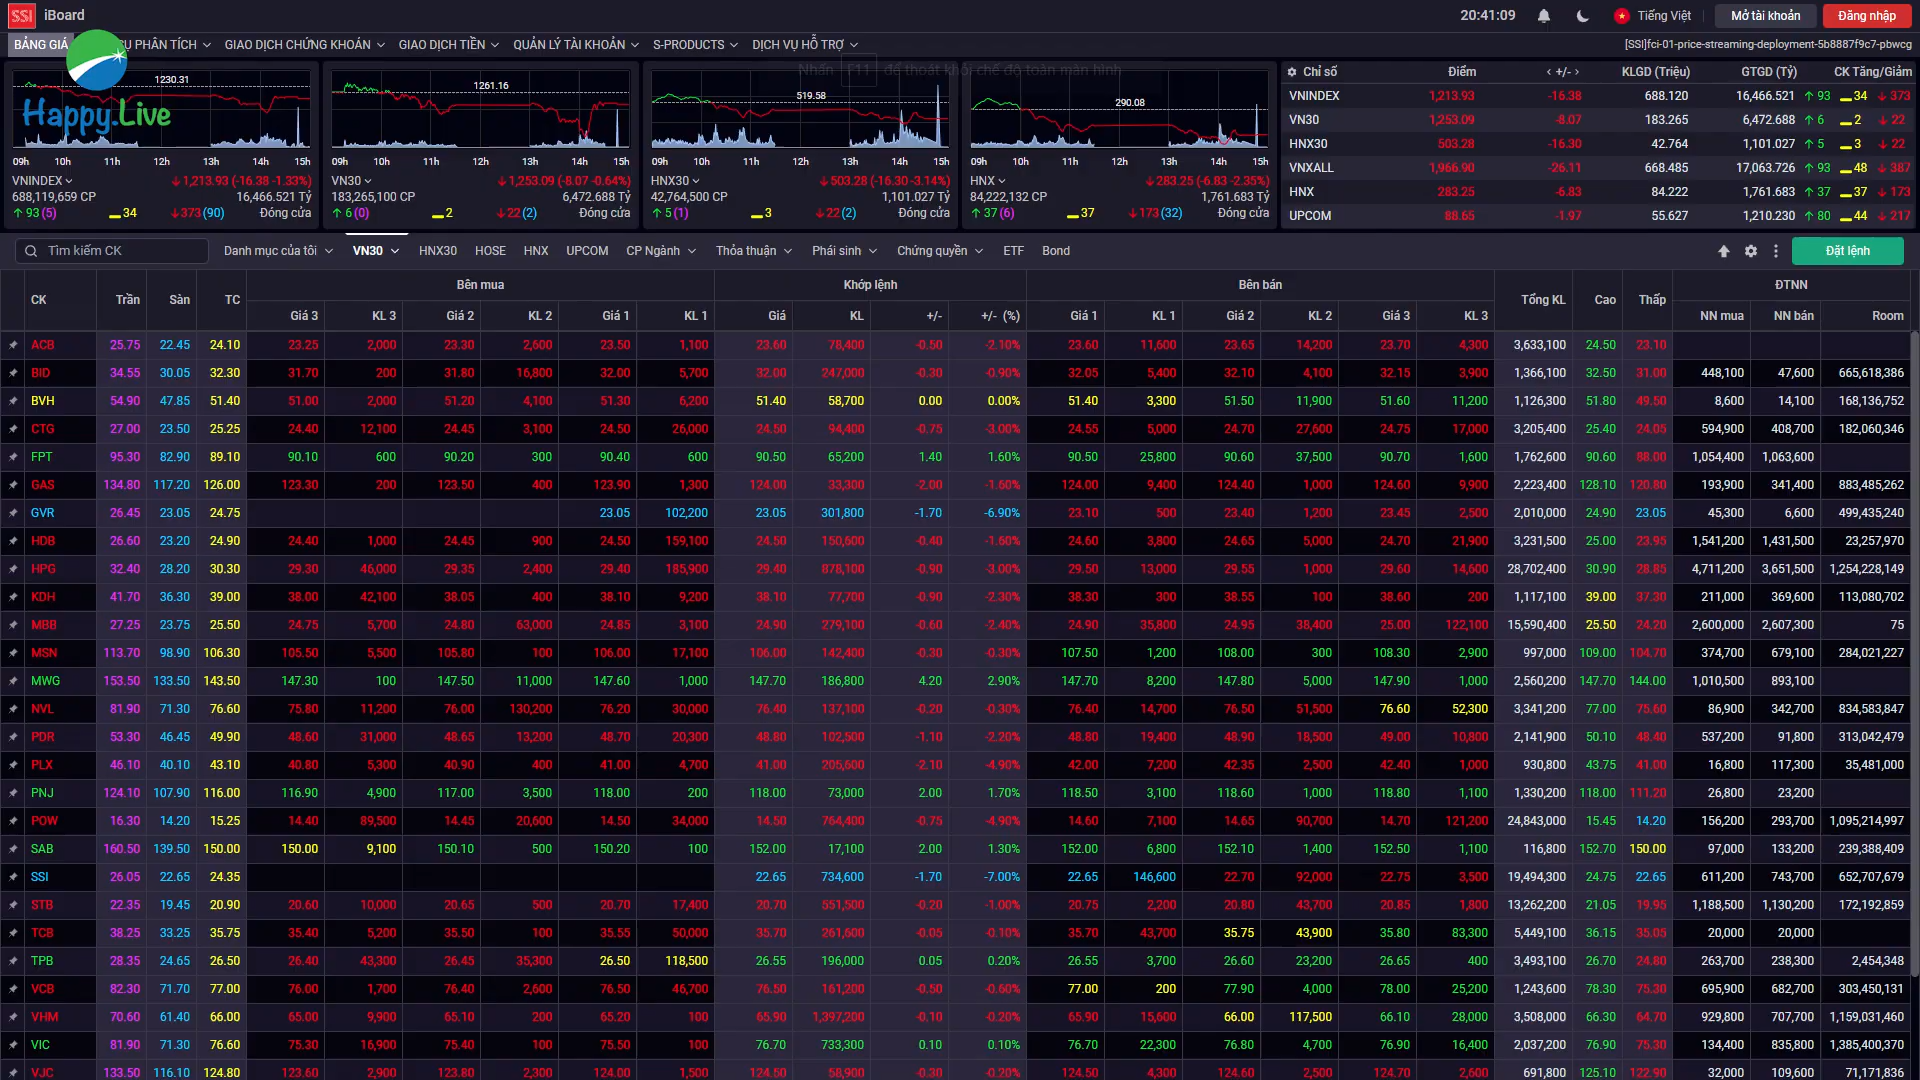 SSI iBoard 20:41:09 Tiếng Việt Mở tài khoản Đăng nhập
BẢNG GIÁ PHÂN TÍCH GIAO DỊCH CHỨNG KHOÁN GIAO DỊCH TIỀN QUẢN LÝ TÀI KHOẢN S-PRODUCTS DỊCH VỤ HỖ TRỢ [SSI]fci-01-price-streaming-deployment-5b8887f9c7-pbwcg
Happy.Live
Nhấn F11 để thoát khỏi chế độ toàn màn hình
1230.31
09h 10h 11h 12h 13h 14h 15h
VNINDEX 1,213.93 (-16.38 -1.33%)
688,119,659 CP 16,466.521 Tỷ
93 (5) 34 373 (90) Đóng cửa
1261.16
09h 10h 11h 12h 13h 14h 15h
VN30 1,253.09 (-8.07 -0.64%)
183,265,100 CP 6,472.688 Tỷ
6 (0) 2 22 (2) Đóng cửa
519.58
09h 10h 11h 12h 13h 14h 15h
HNX30 503.28 (-16.30 -3.14%)
42,764,500 CP 1,101.027 Tỷ
5 (1) 3 22 (2) Đóng cửa
290.08
09h 10h 11h 12h 13h 14h 15h
HNX 283.25 (-6.83 -2.35%)
84,222,132 CP 1,761.683 Tỷ
37 (6) 37 173 (32) Đóng cửa
Chỉ số Điểm < +/- > KLGD (Triệu) GTGD (Tỷ) CK Tăng/Giảm
VNINDEX 1,213.93 -16.38 688.120 16,466.521 93 34 373
VN30 1,253.09 -8.07 183.265 6,472.688 6 2 22
HNX30 503.28 -16.30 42.764 1,101.027 5 3 22
VNXALL 1,966.90 -26.11 668.485 17,063.726 93 48 387
HNX 283.25 -6.83 84.222 1,761.683 37 37 173
UPCOM 88.65 -1.97 55.627 1,210.230 80 44 217
Tìm kiếm CK Danh mục của tôi VN30 HNX30 HOSE HNX UPCOM CP Ngành Thỏa thuận Phái sinh Chứng quyền ETF Bond Đặt lệnh
CK Trần Sàn TC Bên mua Khớp lệnh Bên bán Tổng KL Cao Thấp ĐTNN
Giá 3 KL 3 Giá 2 KL 2 Giá 1 KL 1 Giá KL +/- +/- (%) Giá 1 KL 1 Giá 2 KL 2 Giá 3 KL 3 NN mua NN bán Room
ACB 25.75 22.45 24.10 23.25 2,000 23.30 2,600 23.50 1,100 23.60 78,400 -0.50 -2.10% 23.60 11,600 23.65 14,200 23.70 4,300 3,633,100 24.50 23.10
BID 34.55 30.05 32.30 31.70 200 31.80 16,800 32.00 5,700 32.00 247,000 -0.30 -0.90% 32.05 5,400 32.10 4,100 32.15 3,900 1,366,100 32.50 31.00 448,100 47,600 665,618,386
BVH 54.90 47.85 51.40 51.00 2,000 51.20 4,100 51.30 6,200 51.40 58,700 0.00 0.00% 51.40 3,300 51.50 11,900 51.60 11,200 1,126,300 51.80 49.50 8,600 14,100 168,136,752
CTG 27.00 23.50 25.25 24.40 12,100 24.45 3,100 24.50 26,000 24.50 94,400 -0.75 -3.00% 24.55 5,000 24.70 27,600 24.75 17,000 3,205,400 25.40 24.05 594,900 408,700 182,060,346
FPT 95.30 82.90 89.10 90.10 600 90.20 300 90.40 600 90.50 65,200 1.40 1.60% 90.50 25,800 90.60 37,500 90.70 1,600 1,762,600 90.60 88.00 1,054,400 1,063,600
GAS 134.80 117.20 126.00 123.30 200 123.50 400 123.90 1,300 124.00 33,300 -2.00 -1.60% 124.00 9,400 124.40 1,000 124.60 9,900 2,223,400 128.10 120.80 193,900 341,400 883,485,262
GVR 26.45 23.05 24.75 23.05 102,200 23.05 301,800 -1.70 -6.90% 23.10 500 23.40 1,200 23.45 2,500 2,010,000 24.90 23.05 45,300 6,600 499,435,240
HDB 26.60 23.20 24.90 24.40 1,000 24.45 900 24.50 159,100 24.50 150,600 -0.40 -1.60% 24.60 3,800 24.65 5,000 24.70 21,900 3,231,500 25.00 23.95 1,541,200 1,431,500 23,257,970
HPG 32.40 28.20 30.30 29.30 46,000 29.35 2,400 29.40 185,900 29.40 878,100 -0.90 -3.00% 29.50 13,000 29.55 1,000 29.60 14,600 28,702,400 30.90 28.85 4,711,200 3,651,500 1,254,228,149
KDH 41.70 36.30 39.00 38.00 42,100 38.05 400 38.10 9,200 38.10 77,700 -0.90 -2.30% 38.30 300 38.55 100 38.60 200 1,117,100 39.00 37.30 211,000 369,600 113,080,702
MBB 27.25 23.75 25.50 24.75 5,700 24.80 63,000 24.85 3,100 24.90 279,100 -0.60 -2.40% 24.90 35,800 24.95 38,400 25.00 122,100 15,590,400 25.50 24.20 2,600,000 2,607,300 75
MSN 113.70 98.90 106.30 105.50 5,500 105.80 100 106.00 17,100 106.00 142,400 -0.30 -0.30% 107.50 1,200 108.00 300 108.30 2,900 997,000 109.00 104.70 374,700 679,100 284,021,227
MWG 153.50 133.50 143.50 147.30 100 147.50 11,000 147.60 1,000 147.70 186,800 4.20 2.90% 147.70 8,200 147.80 5,000 147.90 1,000 2,560,200 147.70 144.00 1,010,500 893,100
NVL 81.90 71.30 76.60 75.80 11,200 76.00 130,200 76.20 30,000 76.40 137,100 -0.20 -0.30% 76.40 14,700 76.50 51,500 76.60 52,300 3,341,200 77.00 75.60 86,900 342,700 834,583,847
PDR 53.30 46.45 49.90 48.60 31,000 48.65 13,200 48.70 20,300 48.80 102,500 -1.10 -2.20% 48.80 19,400 48.90 18,500 49.00 10,800 2,141,900 50.10 48.40 537,200 91,800 313,042,479
PLX 46.10 40.10 43.10 40.80 5,300 40.90 400 41.00 4,700 41.00 205,600 -2.10 -4.90% 42.00 7,200 42.35 2,500 42.40 1,000 930,800 43.75 41.00 16,800 117,300 35,481,000
PNJ 124.10 107.90 116.00 116.90 4,900 117.00 3,500 118.00 200 118.00 73,000 2.00 1.70% 118.50 3,100 118.60 1,000 118.80 1,100 1,330,200 118.00 111.20 26,800 23,200
POW 16.30 14.20 15.25 14.40 89,500 14.45 20,600 14.50 34,000 14.50 764,400 -0.75 -4.90% 14.60 7,100 14.65 90,700 14.70 121,200 24,843,000 15.45 14.20 156,200 293,700 1,095,214,997
SAB 160.50 139.50 150.00 150.00 9,100 150.10 500 150.20 100 152.00 17,100 2.00 1.30% 152.00 6,800 152.10 1,400 152.50 1,100 116,800 152.70 150.00 97,000 133,200 239,388,409
SSI 26.05 22.65 24.35 22.65 734,600 -1.70 -7.00% 22.65 146,600 22.70 92,000 22.75 3,500 19,494,300 24.75 22.65 611,200 743,700 652,707,679
STB 22.35 19.45 20.90 20.60 10,000 20.65 500 20.70 17,400 20.70 551,500 -0.20 -1.00% 20.75 2,200 20.80 43,700 20.85 1,800 13,262,200 21.05 19.95 1,188,500 1,130,200 172,192,859
TCB 38.25 33.25 35.75 35.40 5,200 35.50 100 35.55 50,000 35.70 261,600 -0.05 -0.10% 35.70 43,700 35.75 43,900 35.80 83,300 5,449,100 36.15 35.05 20,000 20,000
TPB 28.35 24.65 26.50 26.40 43,300 26.45 35,300 26.50 118,500 26.55 196,000 0.05 0.20% 26.55 3,700 26.60 23,200 26.65 400 3,493,100 26.70 24.80 263,700 238,300 2,454,348
VCB 82.30 71.70 77.00 76.00 1,700 76.40 2,600 76.50 46,700 76.50 161,200 -0.50 -0.60% 77.00 200 77.90 4,000 78.00 25,200 1,243,600 78.30 75.30 695,900 682,700 303,450,131
VHM 70.60 61.40 66.00 65.00 9,900 65.10 200 65.20 100 65.90 1,397,200 -0.10 -0.20% 65.90 15,600 66.00 117,500 66.10 28,000 3,508,000 66.30 64.70 929,800 707,700 1,159,031,460
VIC 81.90 71.30 76.60 75.30 16,900 75.40 100 75.50 100 76.70 733,300 0.10 0.10% 76.70 22,300 76.80 4,700 76.90 16,400 2,037,200 76.90 75.30 134,400 835,800 1,385,400,370
VJC 133.50 116.10 124.80 123.60 2,900 123.80 2,300 124.00 1,500 124.50 58,900 -0.30 -0.20% 124.50 4,300 124.60 2,500 124.70 2,600 691,800 125.10 122.90 32,000 109,600 71,171,836